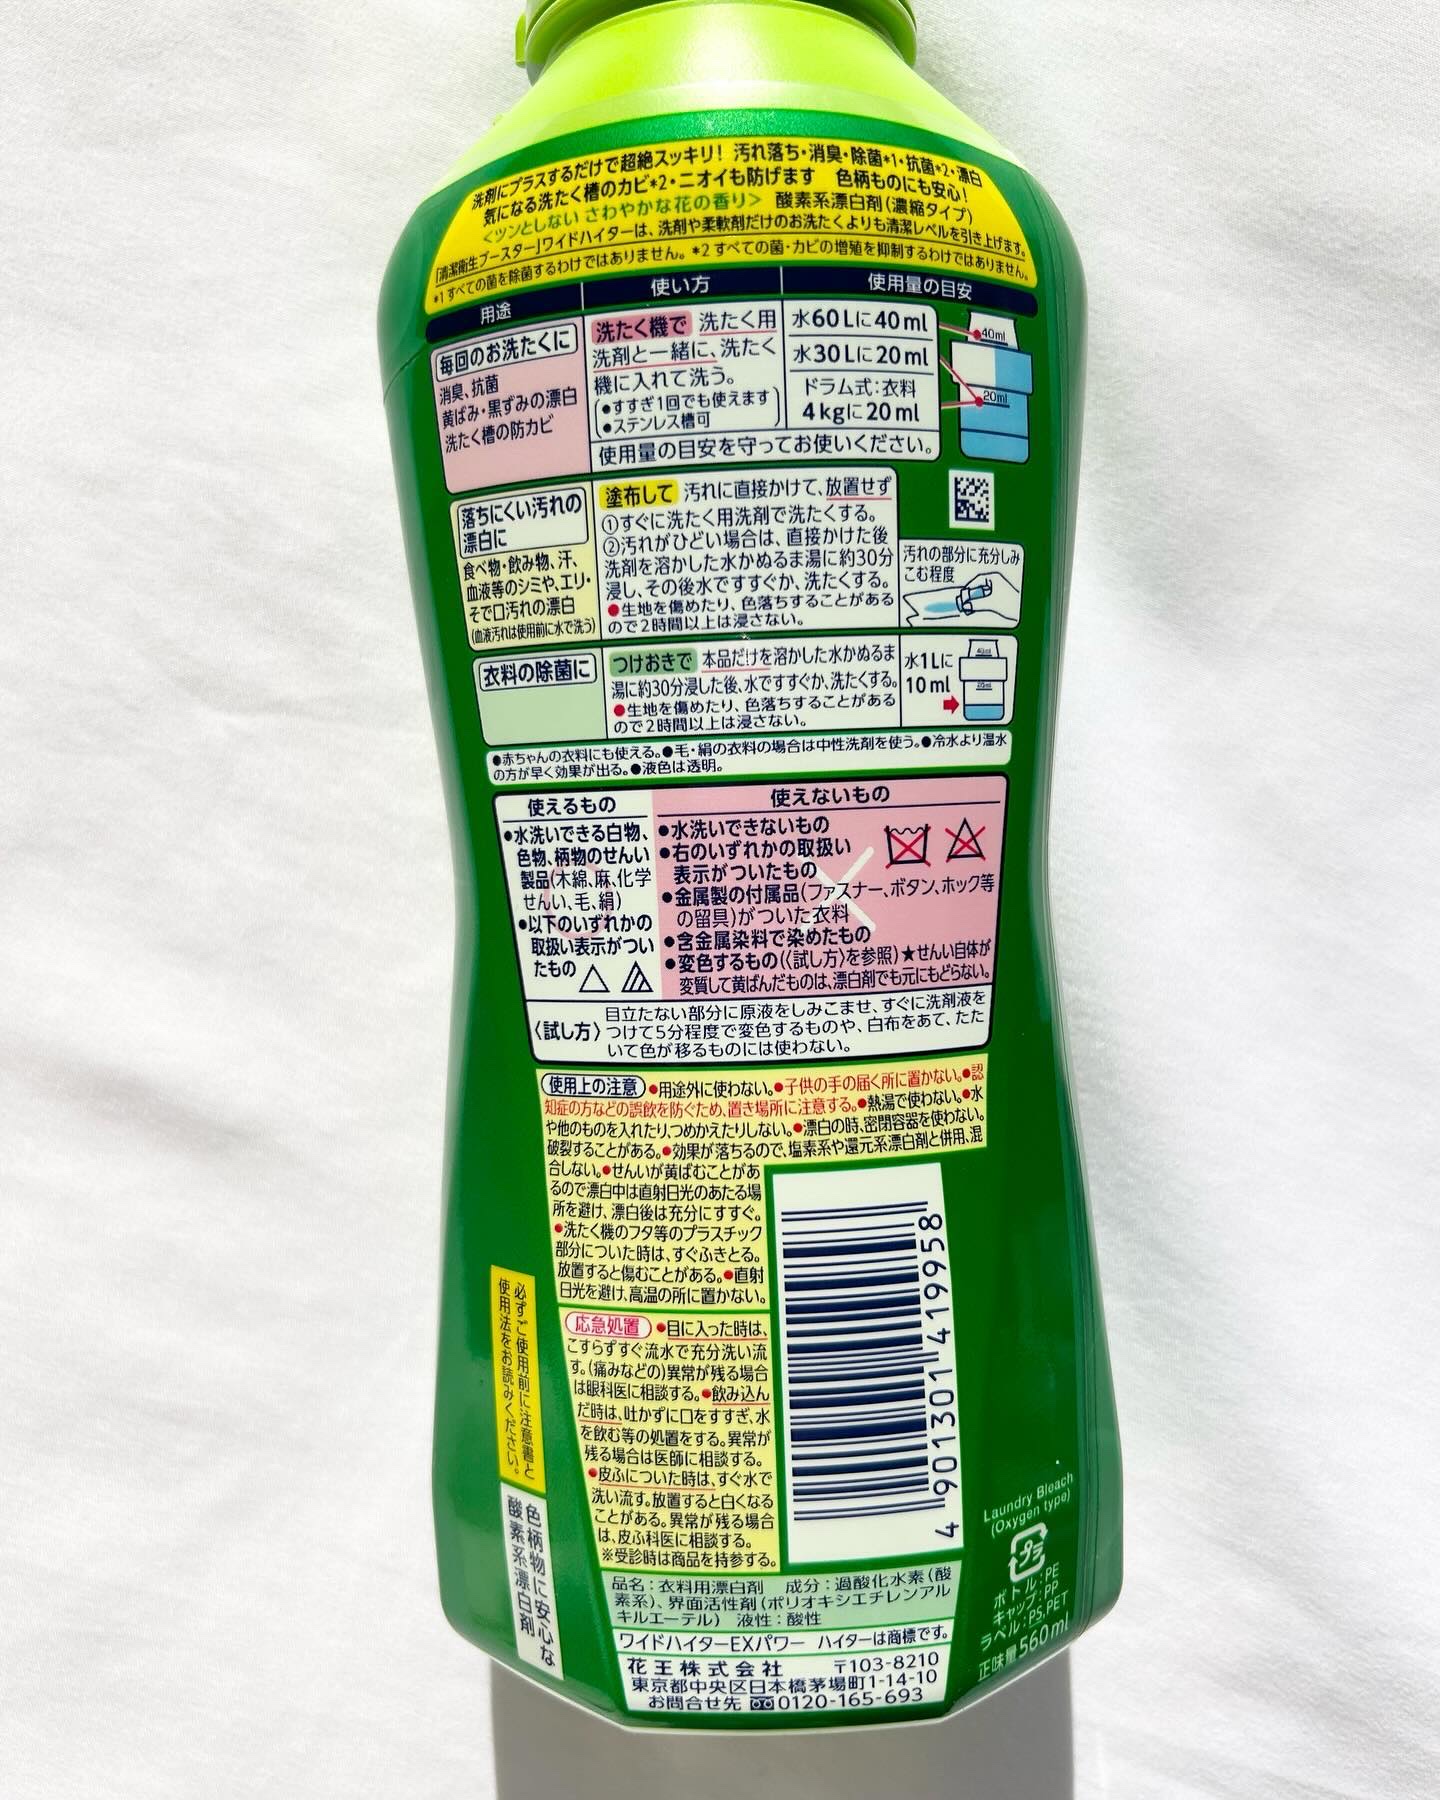 洗剤にプラスするだけで超絶スッキリ! 汚れ落ち・消臭・除菌*1・抗菌*2・漂白
気になる洗たく槽のカビ*2・ニオイも防げます 色柄ものにも安心!
<ツンとしない さわやかな花の香り> 酸素系漂白剤(濃縮タイプ)
「清潔衛生ブースター」ワイドハイターは、洗剤や柔軟剤だけのお洗たくよりも清潔レベルを引き上げます。
*1 すべての菌を除菌するわけではありません。*2 すべての菌・カビの増殖を抑制するわけではありません。
用途 使い方 使用量の目安
毎回のお洗たくに
消臭、抗菌
黄ばみ・黒ずみの漂白
洗たく槽の防カビ
洗たく機で 洗たく用
洗剤と一緒に、洗たく
機に入れて洗う。
●すすぎ1回でも使えます
●ステンレス槽可
水60Lに40ml
水30Lに20ml
ドラム式:衣料
4kgに20ml
40ml
20ml
使用量の目安を守ってお使いください。
落ちにくい汚れの
漂白に
食べ物・飲み物、汗、
血液等のシミや、エリ・
そで口汚れの漂白
(血液汚れは使用前に水で洗う)
塗布して 汚れに直接かけて、放置せず
①すぐに洗たく用洗剤で洗たくする。
②汚れがひどい場合は、直接かけた後
洗剤を溶かした水かぬるま湯に約30分
浸し、その後水ですすぐか、洗たくする。
●生地を傷めたり、色落ちすることがある
ので2時間以上は浸さない。
汚れの部分に充分しみ
こむ程度
衣料の除菌に
つけおきで 本品だけを溶かした水かぬるま
湯に約30分浸した後、水ですすぐか、洗たくする。
●生地を傷めたり、色落ちすることがある
ので2時間以上は浸さない。
水1Lに
10ml
40ml
20ml
●赤ちゃんの衣料にも使える。●毛・絹の衣料の場合は中性洗剤を使う。●冷水より温水
の方が早く効果が出る。●液色は透明。
使えるもの
●水洗いできる白物、
色物、柄物のせんい
製品(木綿、麻、化学
せんい、毛、絹)
●以下のいずれかの
取扱い表示がつい
たもの
使えないもの
●水洗いできないもの
●右のいずれかの取扱い
表示がついたもの
●金属製の付属品(ファスナー、ボタン、ホック等
の留具)がついた衣料
●含金属染料で染めたもの
●変色するもの(〈試し方〉を参照)★せんい自体が
変質して黄ばんだものは、漂白剤でも元にもどらない。
〈試し方〉
目立たない部分に原液をしみこませ、すぐに洗剤液を
つけて5分程度で変色するものや、白布をあて、たた
いて色が移るものには使わない。
使用上の注意 ●用途外に使わない。●子供の手の届く所に置かない。●認
知症の方などの誤飲を防ぐため、置き場所に注意する。●熱湯で使わない。●水
や他のものを入れたり、つめかえたりしない。●漂白の時、密閉容器を使わない。
破裂することがある。●効果が落ちるので、塩素系や還元系漂白剤と併用、混
合しない。●せんいが黄ばむことがあ
るので漂白中は直射日光のあたる場
所を避け、漂白後は充分にすすぐ。
●洗たく機のフタ等のプラスチック
部分についた時は、すぐふきとる。
放置すると傷むことがある。●直射
日光を避け、高温の所に置かない。
応急処置 ●目に入った時は、
こすらずすぐ流水で充分洗い流
す。(痛みなどの)異常が残る場合
は眼科医に相談する。●飲み込ん
だ時は、吐かずに口をすすぎ、水
を飲む等の処置をする。異常が
残る場合は医師に相談する。
●皮ふについた時は、すぐ水で
洗い流す。放置すると白くなる
ことがある。異常が残る場合
は、皮ふ科医に相談する。
※受診時は商品を持参する。
4 901301 419958
必ずご使用前に注意書と
使用法をお読みください。
色柄物に安心な
酸素系漂白剤
Laundry Bleach
(Oxygen type)
プラ
ボトル:PE
キャップ:PP
ラベル:PS,PET
正味量560ml
品名:衣料用漂白剤 成分:過酸化水素(酸
素系)、界面活性剤(ポリオキシエチレンアル
キルエーテル) 液性:酸性
ワイドハイターEXパワー ハイターは商標です。
花王株式会社 〒103-8210
東京都中央区日本橋茅場町1-14-10
お問合せ先 0120-165-693